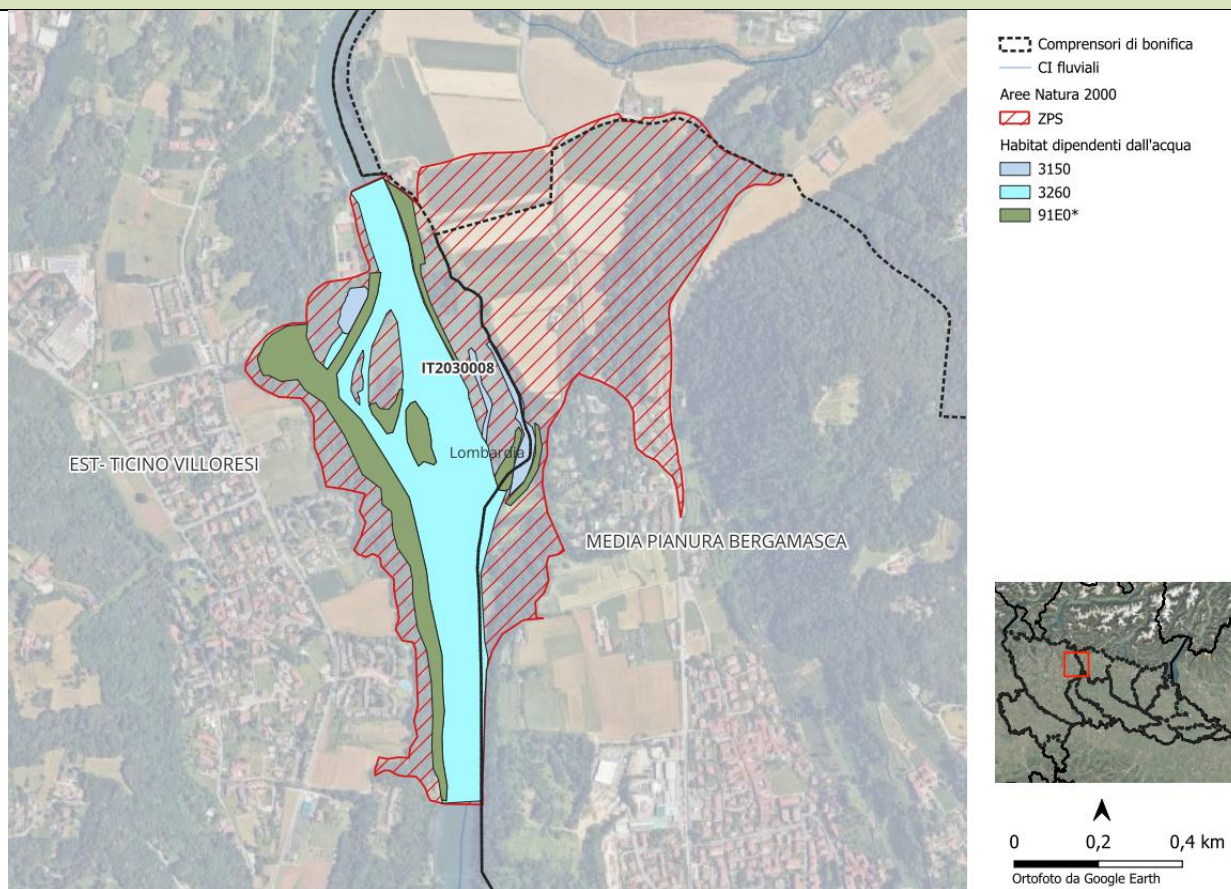 IT2030008
Lombardia
EST- TICINO VILLORESI
MEDIA PIANURA BERGAMASCA
Comprensori di bonifica
CI fluviali
Aree Natura 2000
ZPS
Habitat dipendenti dall'acqua
3150
3260
91E0*
0 0,2 0,4 km
Ortofoto da Google Earth